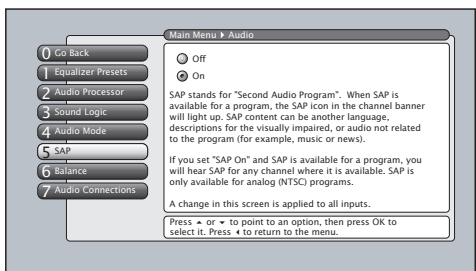 Main Menu ▸ Audio
0 Go Back
1 Equalizer Presets
2 Audio Processor
3 Sound Logic
4 Audio Mode
5 SAP
6 Balance
7 Audio Connections
Off
On
SAP stands for "Second Audio Program". When SAP is
available for a program, the SAP icon in the channel banner
will light up. SAP content can be another language,
descriptions for the visually impaired, or audio not related
to the program (for example, music or news).
If you set "SAP On" and SAP is available for a program, you
will hear SAP for any channel where it is available. SAP is
only available for analog (NTSC) programs.
A change in this screen is applied to all inputs.
Press ▲ or ▼ to point to an option, then press OK to
select it. Press ◂ to return to the menu.